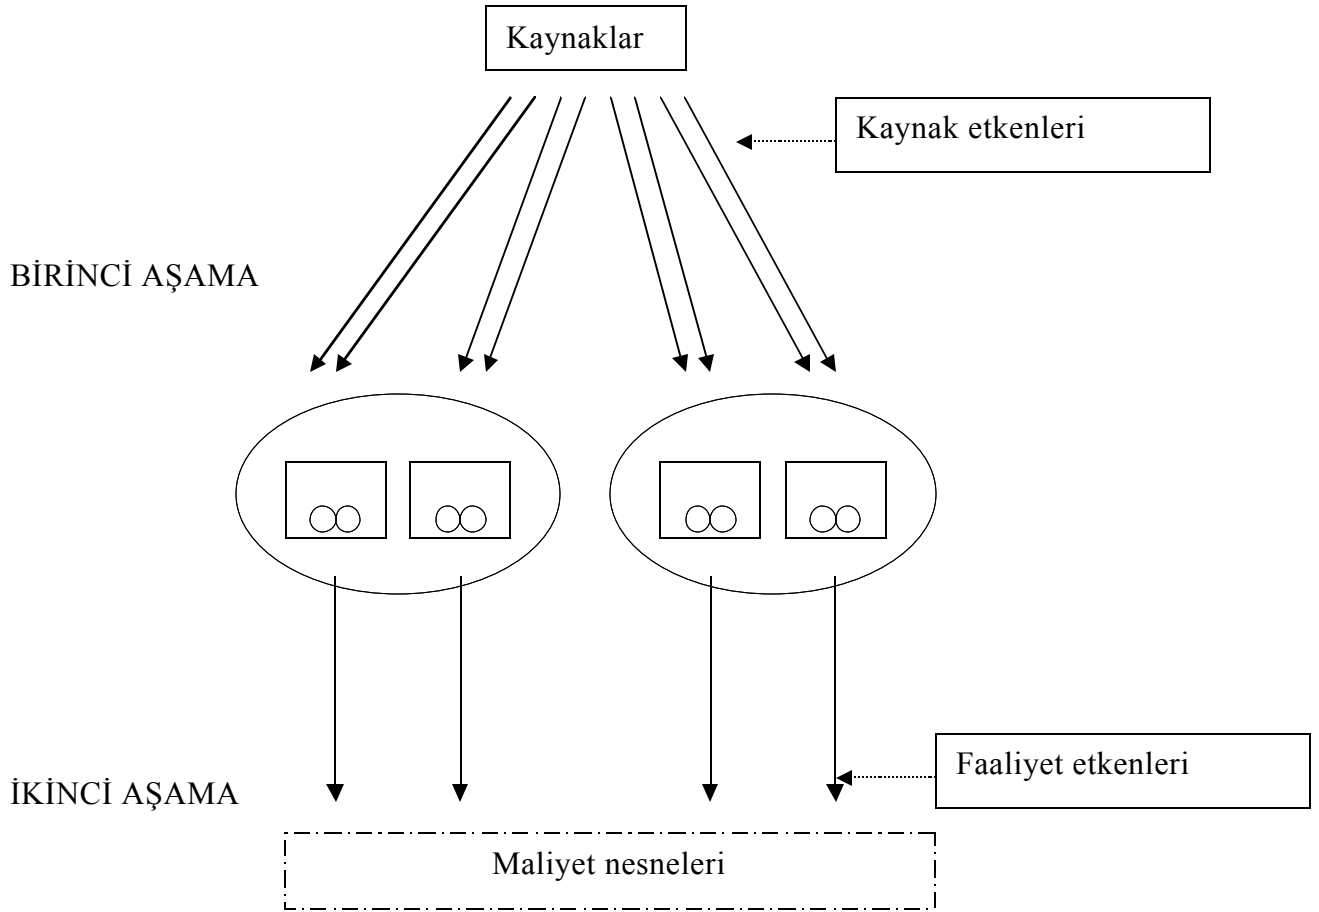 Kaynaklar
Kaynak etkenleri
BİRİNCİ AŞAMA
Faaliyet etkenleri
İKİNCİ AŞAMA
Maliyet nesneleri